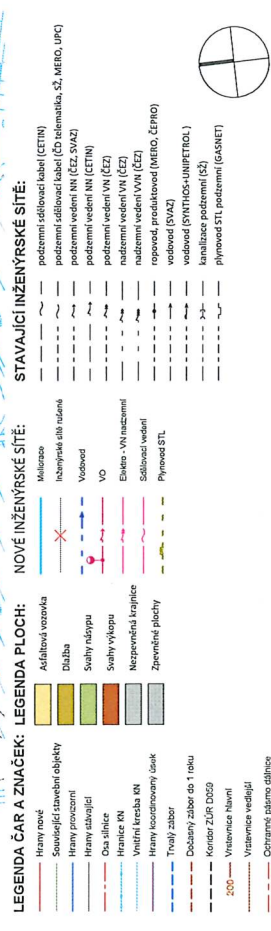 LEGENDA ČAR A ZNAČEK:
Hrany nové
Související stavební objekty
Hrany provizorní
Hrany stávající
Osa silnice
Hranice KN
Vnitřní kresba KN
Hrany koordinovaný úsek
Trvalý zábor
Dočasný zábor do 1 roku
Koridor ZÚR D059
200 Vrstevnice hlavní
Vrstevnice vedlejší
Ochranné pásmo dálnice
LEGENDA PLOCH:
Asfaltová vozovka
Dlažba
Svahy násypu
Svahy výkopu
Nezpevněná krajnice
Zpevněné plochy
NOVÉ INŽENÝRSKÉ SÍTĚ:
Meliorace
Inženýrské sítě rušené
Vodovod
VO
Elektro - VN nadzemní
Sdělovací vedení
Plynovod STL
STAVAJÍCÍ INŽENÝRSKÉ SÍTĚ:
podzemní sdělovací kabel (CETIN)
podzemní sdělovací kabel (ČD telematika, SŽ, MERO, UPC)
podzemní vedení NN (ČEZ, SVAZ)
podzemní vedení NN (CETIN)
podzemní vedení VN (ČEZ)
nadzemní vedení VN (ČEZ)
nadzemní vedení VVN (ČEZ)
ropovod, produktovod (MERO, ČEPRO)
vodovod (SVAZ)
vodovod (SYNTHOS+UNIPETROL )
kanalizace podzemní (SŽ)
plynovod STL podzemní (GASNET)